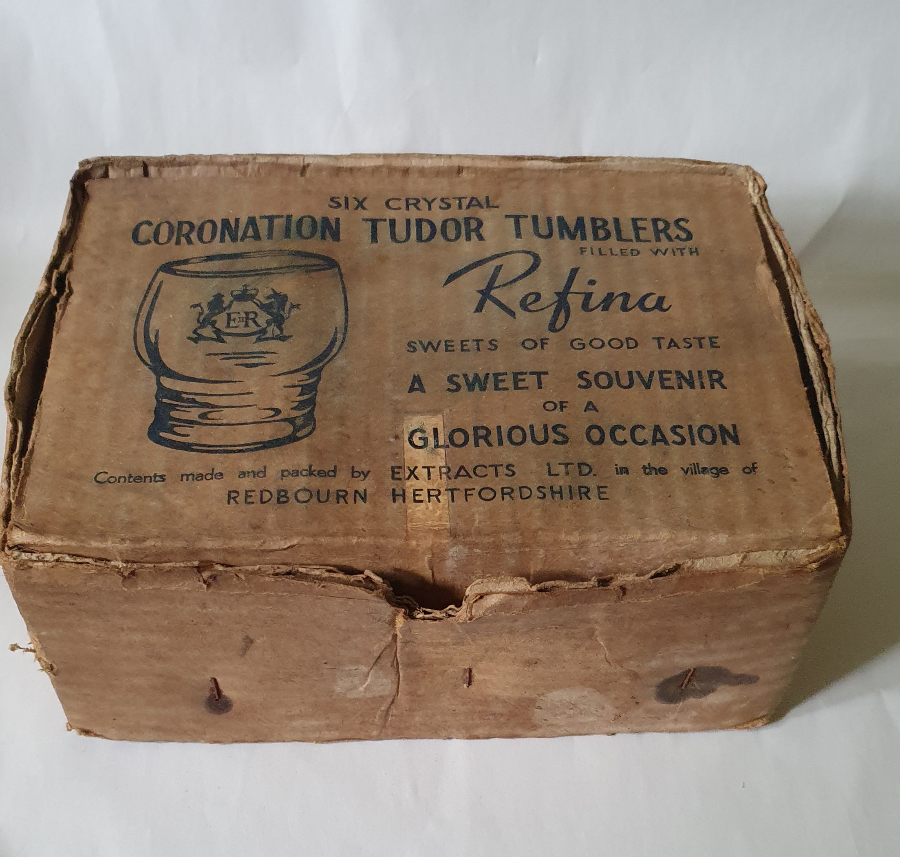 SIX CRYSTAL
CORONATION TUDOR TUMBLERS
FILLED WITH
Refina
SWEETS OF GOOD TASTE
A SWEET SOUVENIR
OF A
GLORIOUS OCCASION
Contents made and packed by EXTRACTS LTD. in the village of
REDBOURN HERTFORDSHIRE
E II R